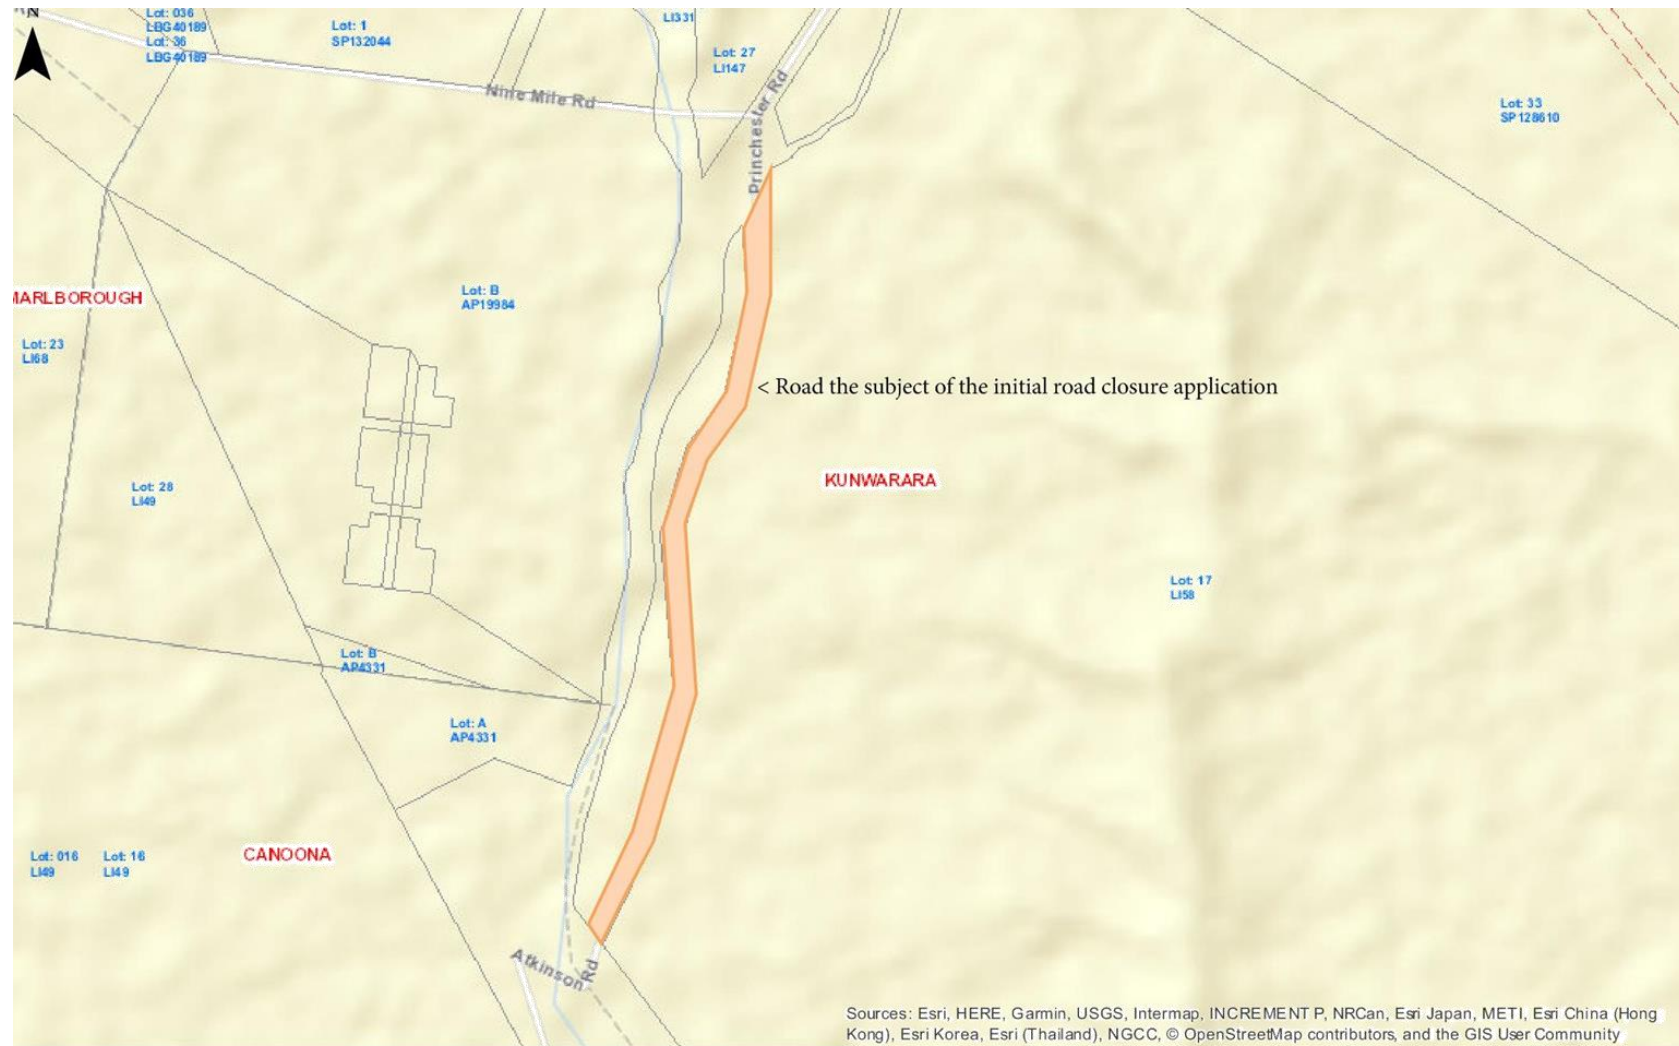 N
Lot: 036
LBG40189
Lot: 36
LBG40189
Lot: 1
SP132044
LI331
Lot: 27
LI147
Nine Mile Rd
Princhester Rd
Lot: 33
SP128610
MARLBOROUGH
Lot: B
AP19984
Lot: 23
LI68
< Road the subject of the initial road closure application
KUNWARARA
Lot: 28
LI49
Lot: 17
LI58
Lot: B
AP4331
Lot: A
AP4331
Lot: 016
LI49
Lot: 16
LI49
CANOONA
Atkinson Rd
Sources: Esri, HERE, Garmin, USGS, Intermap, INCREMENT P, NRCan, Esri Japan, METI, Esri China (Hong
Kong), Esri Korea, Esri (Thailand), NGCC, © OpenStreetMap contributors, and the GIS User Community